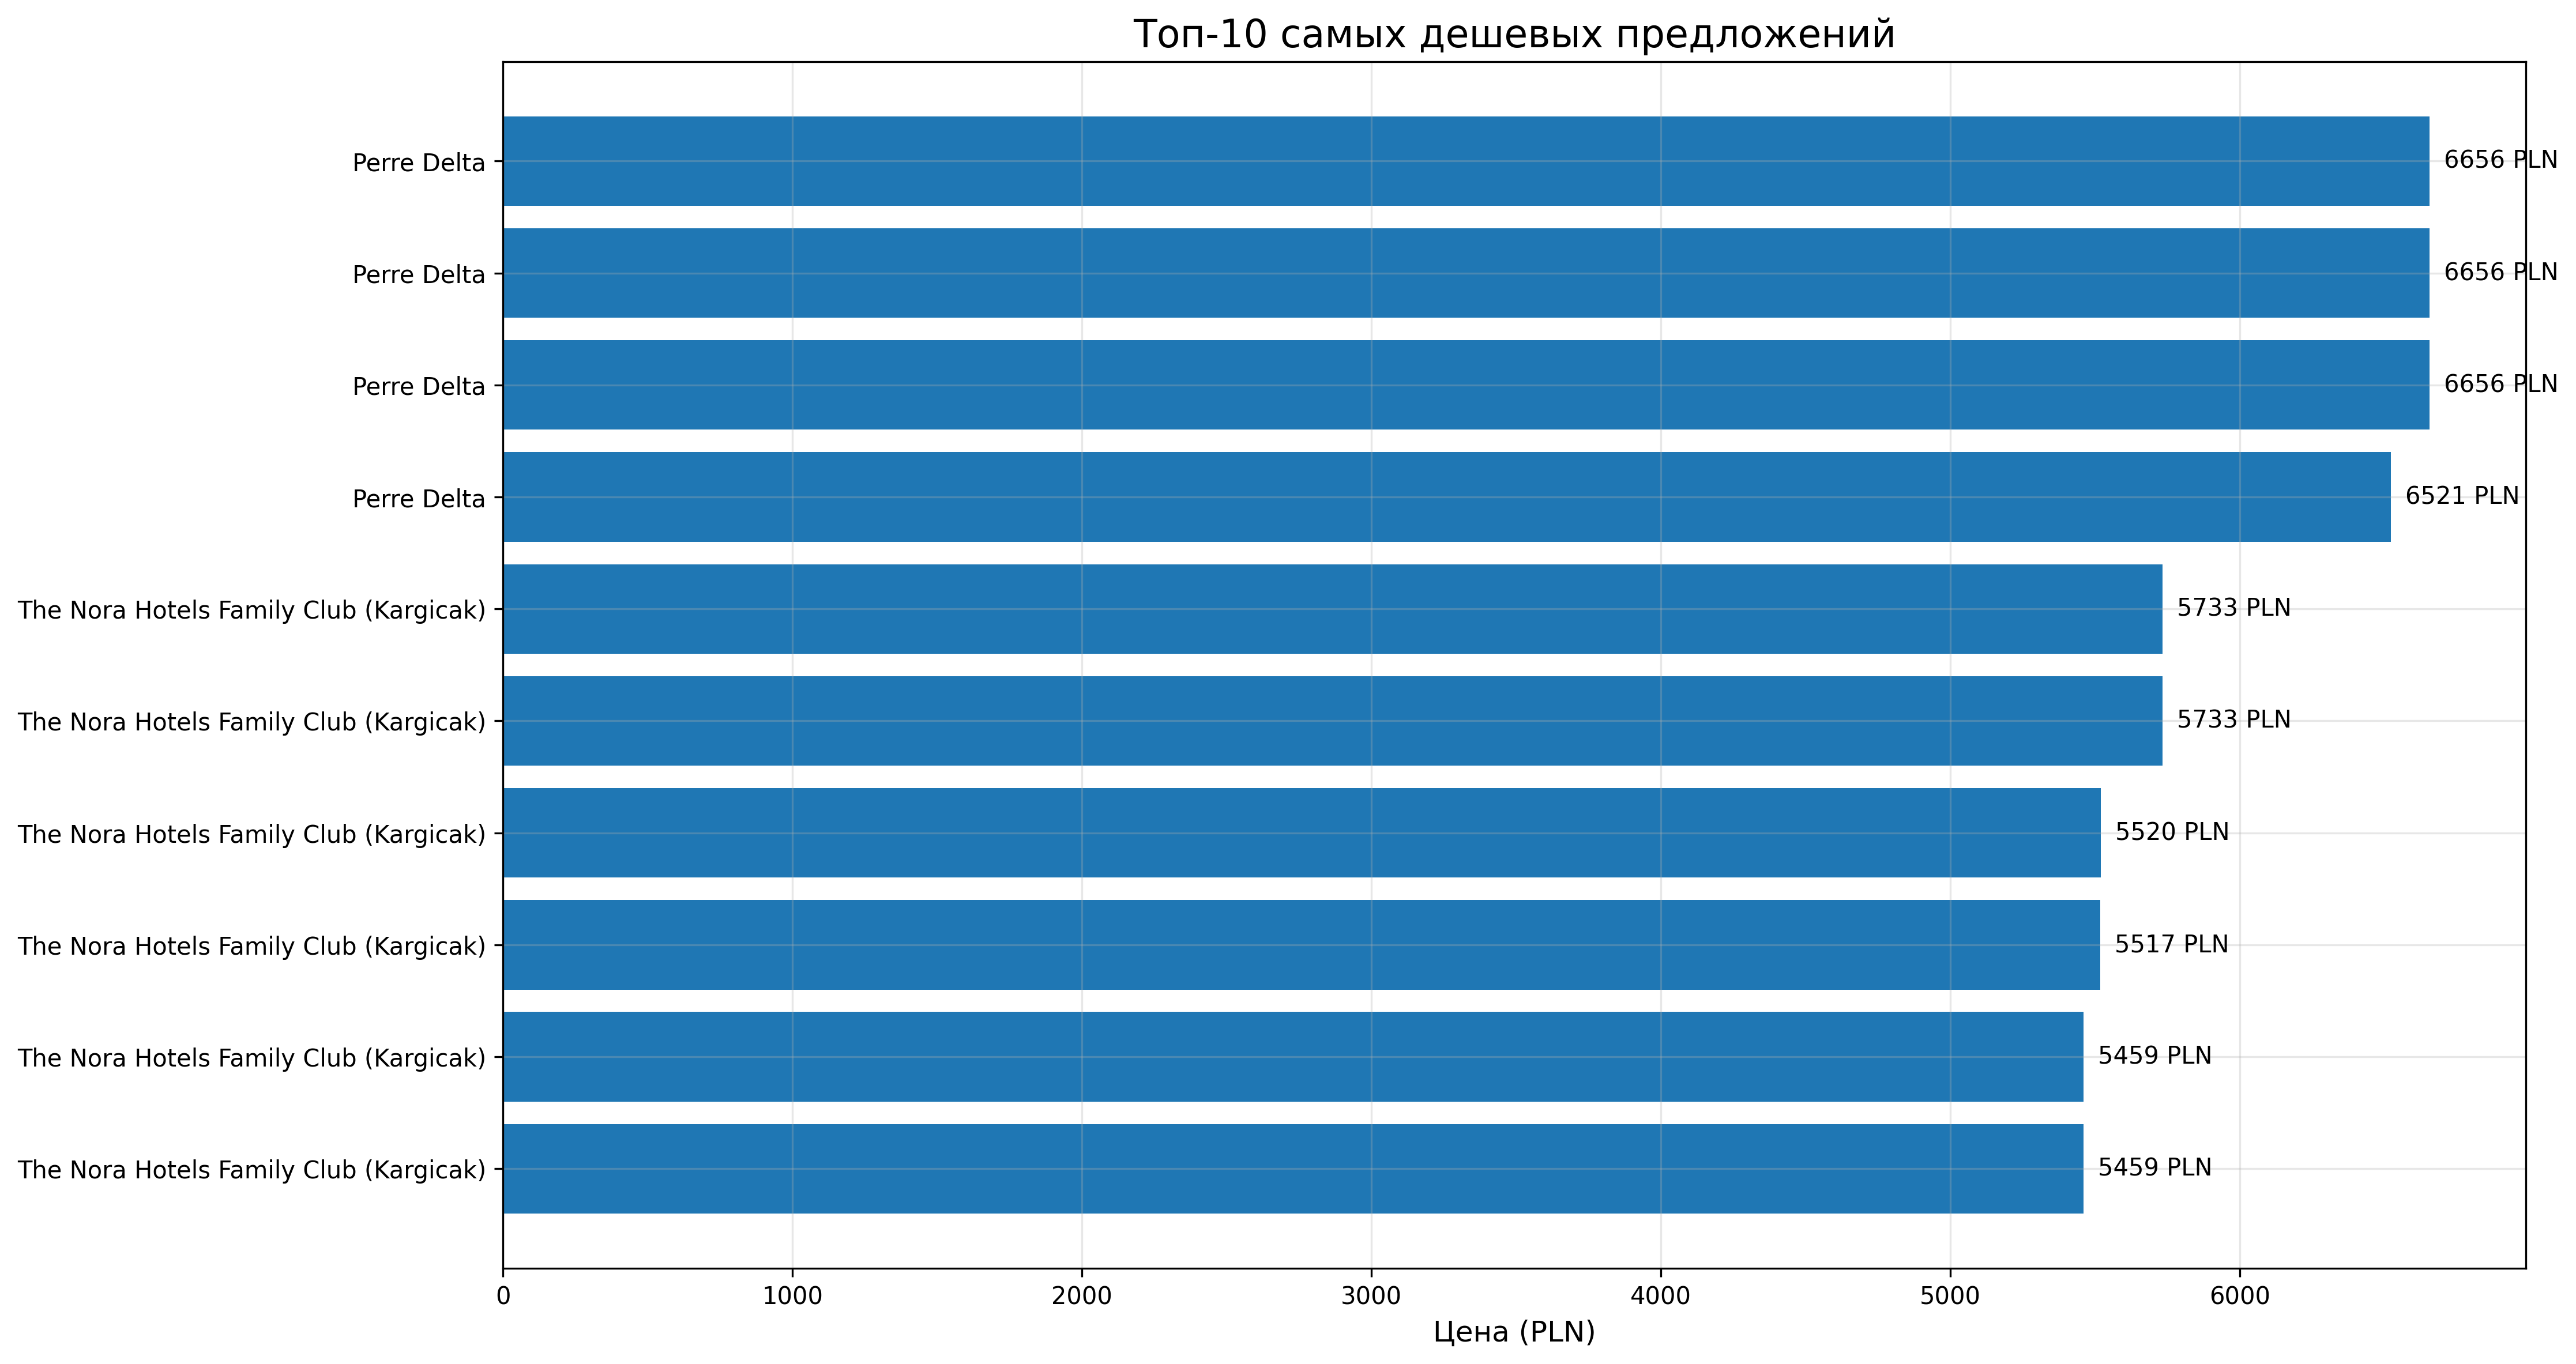 Топ-10 самых дешевых предложений
Perre Delta
6656 PLN
Perre Delta
6656 PLN
Perre Delta
6656 PLN
Perre Delta
6521 PLN
The Nora Hotels Family Club (Kargicak)
5733 PLN
The Nora Hotels Family Club (Kargicak)
5733 PLN
The Nora Hotels Family Club (Kargicak)
5520 PLN
The Nora Hotels Family Club (Kargicak)
5517 PLN
The Nora Hotels Family Club (Kargicak)
5459 PLN
The Nora Hotels Family Club (Kargicak)
5459 PLN
0 1000 2000 3000 4000 5000 6000
Цена (PLN)